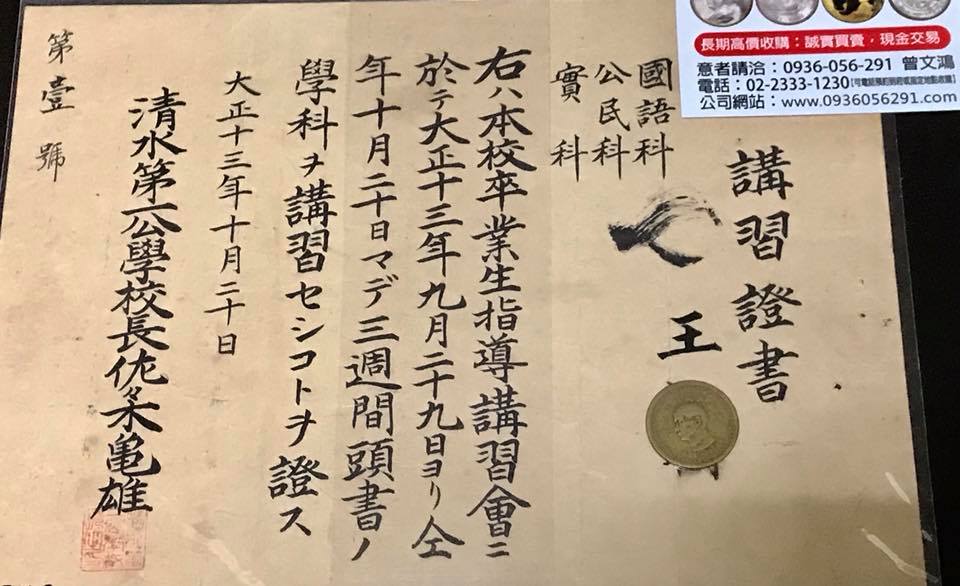 長期高價收購：誠實買賣，現金交易
意者請洽：0936-056-291 曾文鴻
電話：02-2333-1230
公司網站：www.0936056291.com
講習證書
國語科
公民科
實科
王
右ハ本校卒業生指導講習會ニ
於テ大正十三年九月二十九日ヨリ仝
年十月二十日マデ三週間頭書ノ
學科ヲ講習セシコトヲ證ス
大正十三年十月二十日
清水第一公學校長佐々木亀雄
第壹號